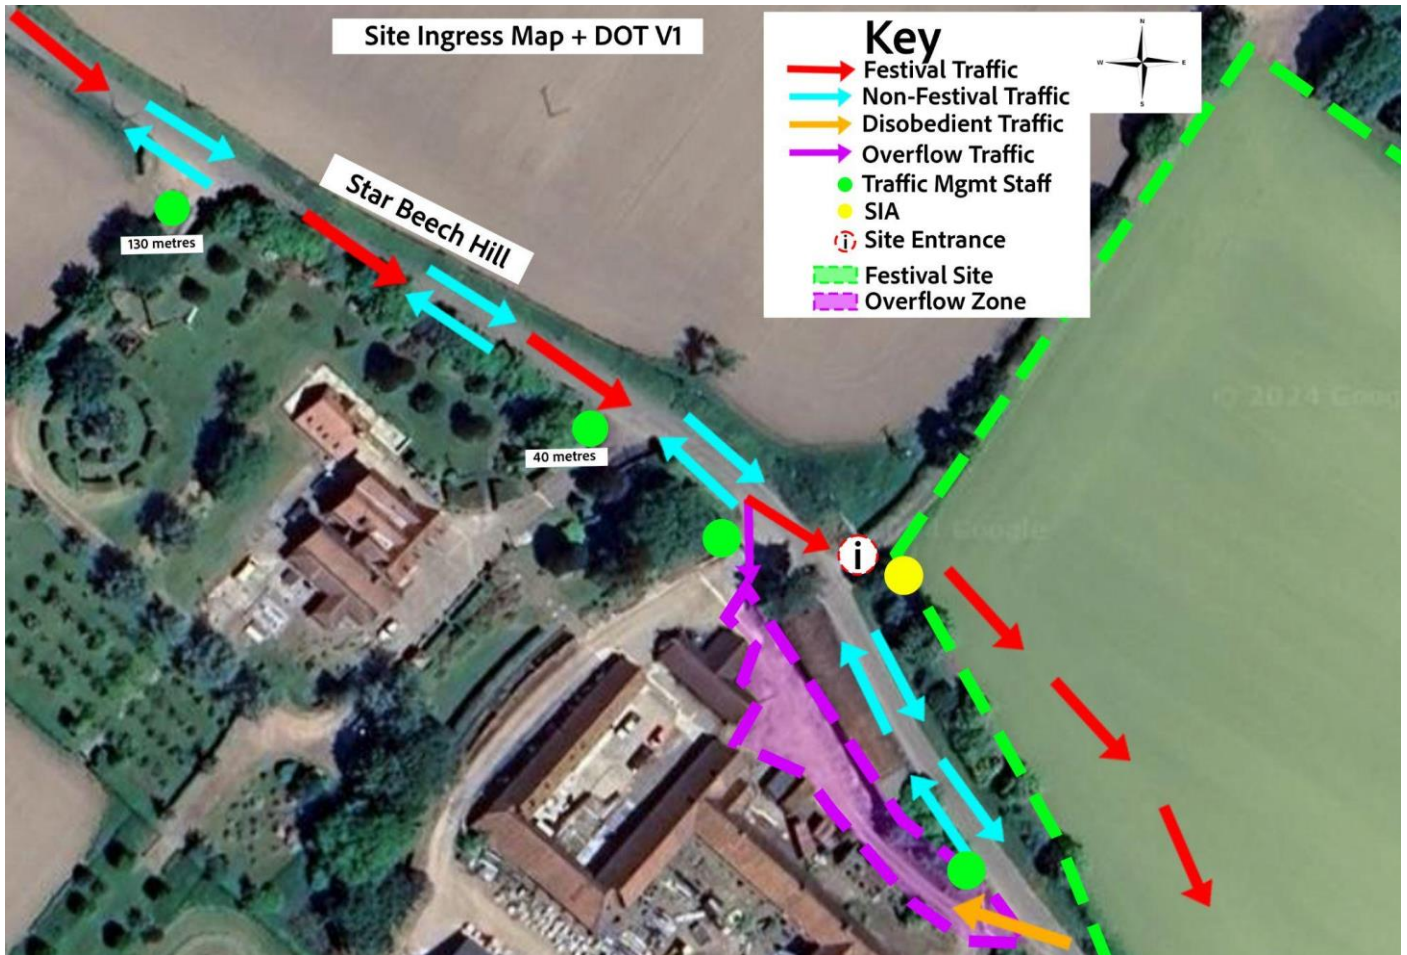 Site Ingress Map + DOT V1
Key
Festival Traffic
Non-Festival Traffic
Disobedient Traffic
Overflow Traffic
Traffic Mgmt Staff
SIA
i Site Entrance
Festival Site
Overflow Zone
N
W E
S
Star Beech Hill
130 metres
40 metres
i
© 2024 Goog
Google